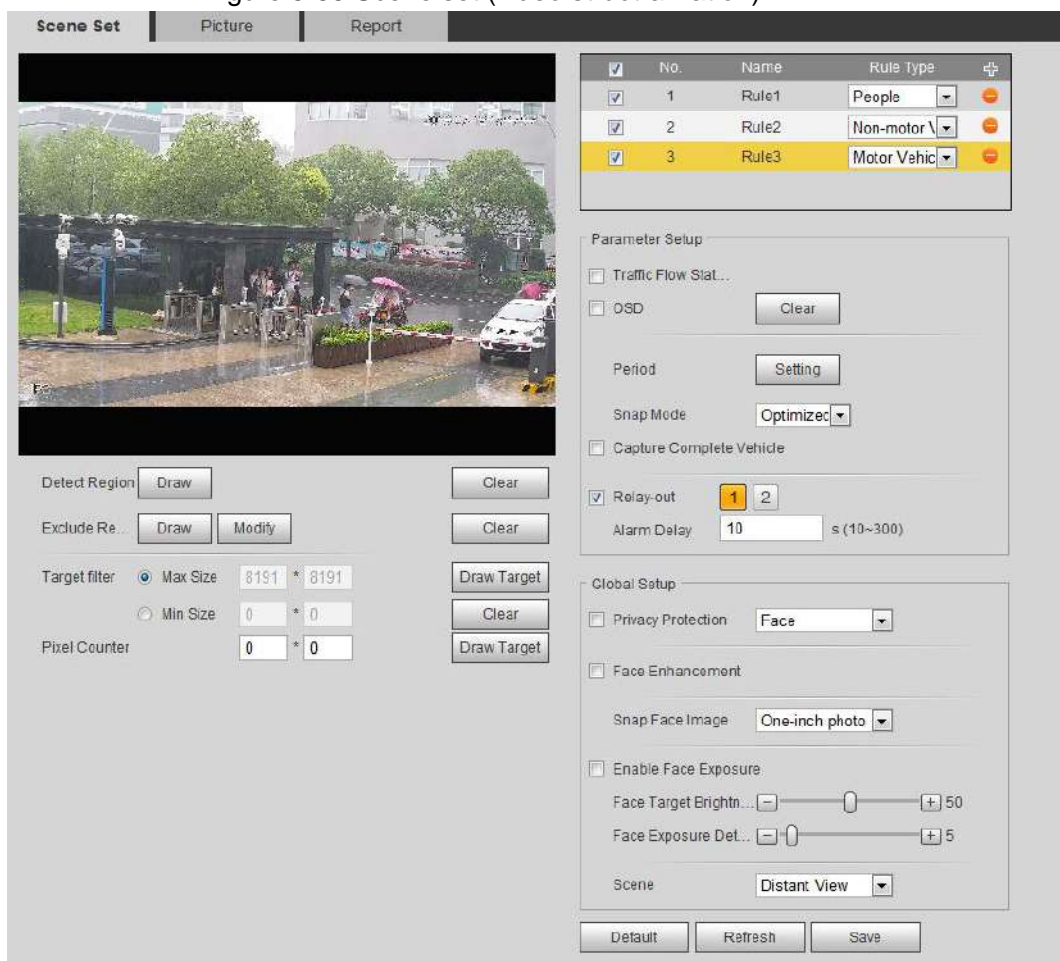 Scene Set Picture Report
No. Name Rule Type
1 Rule1 People
2 Rule2 Non-motor V
3 Rule3 Motor Vehic
Parameter Setup
Traffic Flow Stat...
OSD Clear
Period Setting
Snap Mode Optimized
Capture Complete Vehicle
Relay-out 1 2
Alarm Delay 10 s (10~300)
Detect Region Draw Clear
Exclude Re... Draw Modify Clear
Target filter Max Size 8191 * 8191 Draw Target
Min Size 0 * 0 Clear
Pixel Counter 0 * 0 Draw Target
Global Setup
Privacy Protection Face
Face Enhancement
Snap Face Image One-inch photo
Enable Face Exposure
Face Target Brightn... 50
Face Exposure Det... 5
Scene Distant View
Default Refresh Save